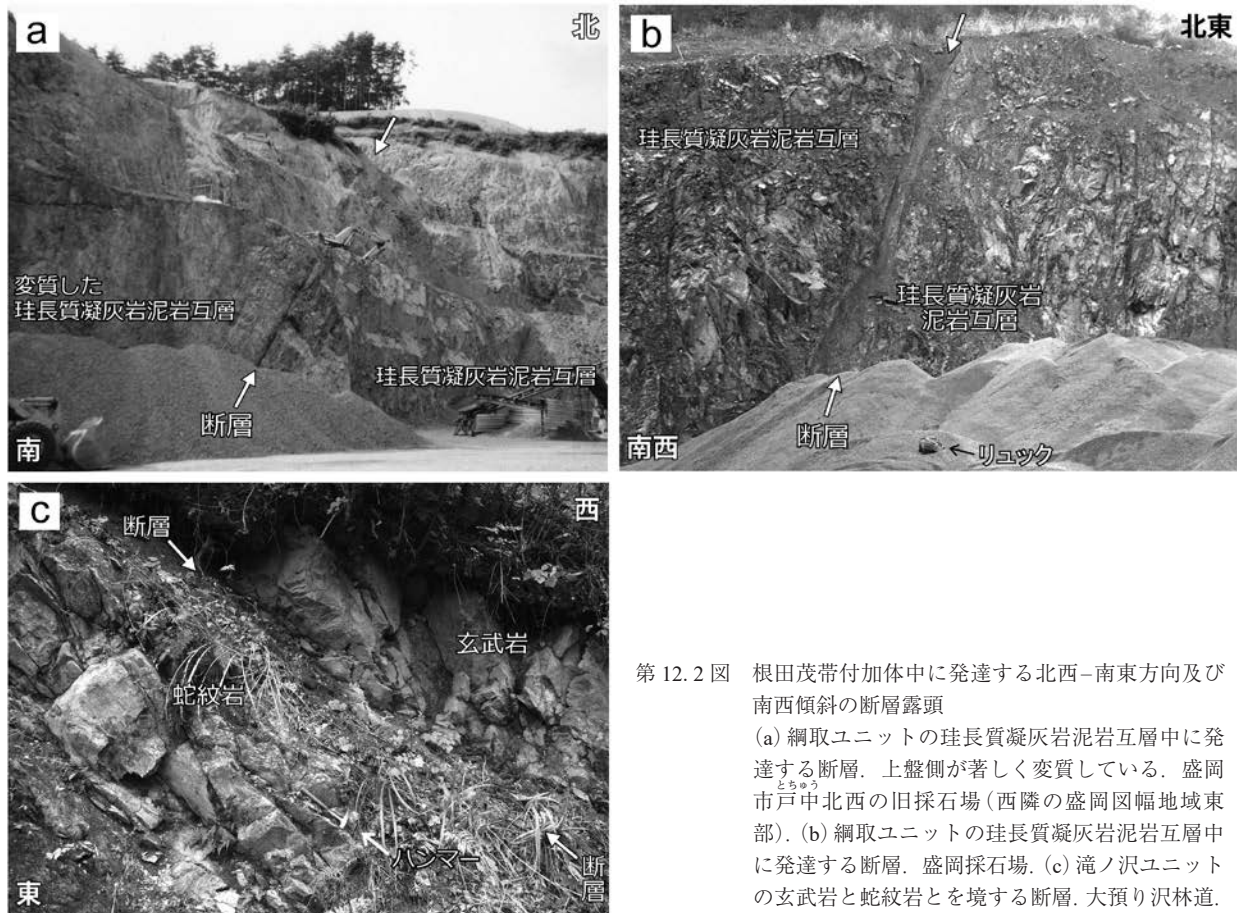 a
北
変質した
珪長質凝灰岩泥岩互層
珪長質凝灰岩泥岩互層
断層
南
b
北東
珪長質凝灰岩泥岩互層
珪長質凝灰岩
泥岩互層
断層
南西
リュック
c
西
断層
玄武岩
蛇紋岩
ハンマー
断層
東
第 12. 2 図 根田茂帯付加体中に発達する北西−南東方向及び
南西傾斜の断層露頭
(a) 綱取ユニットの珪長質凝灰岩泥岩互層中に発
達する断層．上盤側が著しく変質している．盛岡
とちゅう
市戸中北西の旧採石場 (西隣の盛岡図幅地域東
部)．(b) 綱取ユニットの珪長質凝灰岩泥岩互層中
に発達する断層．盛岡採石場．(c) 滝ノ沢ユニット
の玄武岩と蛇紋岩とを境する断層．大預り沢林道．